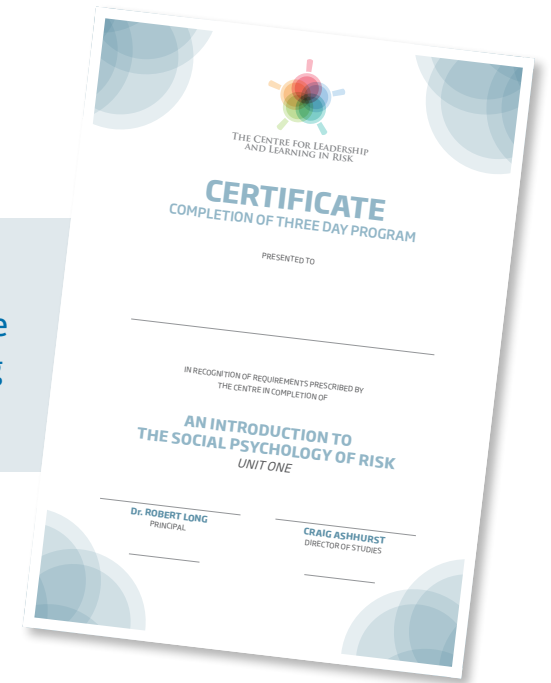 e
g
THE CENTRE FOR LEADERSHIP
AND LEARNING IN RISK
CERTIFICATE
COMPLETION OF THREE DAY PROGRAM
PRESENTED TO
IN RECOGNITION OF REQUIREMENTS PRESCRIBED BY
THE CENTRE IN COMPLETION OF
AN INTRODUCTION TO
THE SOCIAL PSYCHOLOGY OF RISK
UNIT ONE
Dr. ROBERT LONG
PRINCIPAL
CRAIG ASHHURST
DIRECTOR OF STUDIES